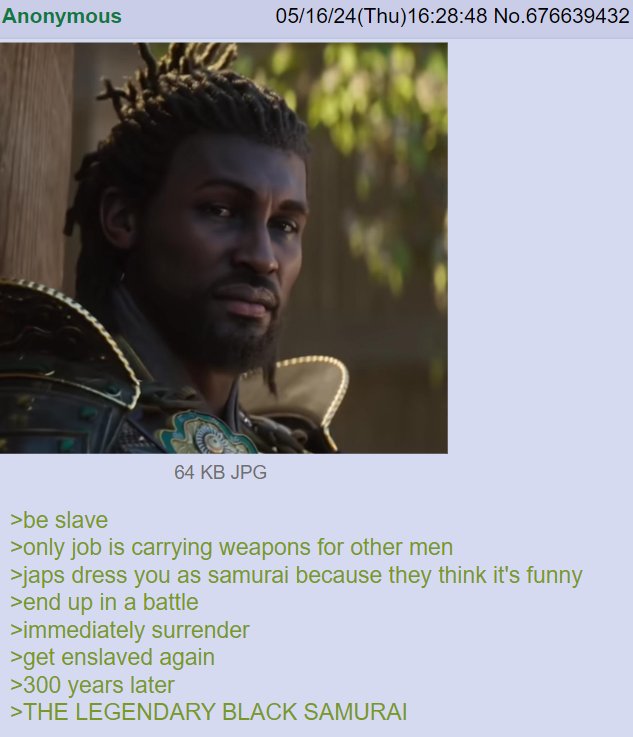 Anonymous 05/16/24(Thu)16:28:48 No.676639432
64 KB JPG
>be slave
>only job is carrying weapons for other men
>japs dress you as samurai because they think it's funny
>end up in a battle
>immediately surrender
>get enslaved again
>300 years later
>THE LEGENDARY BLACK SAMURAI